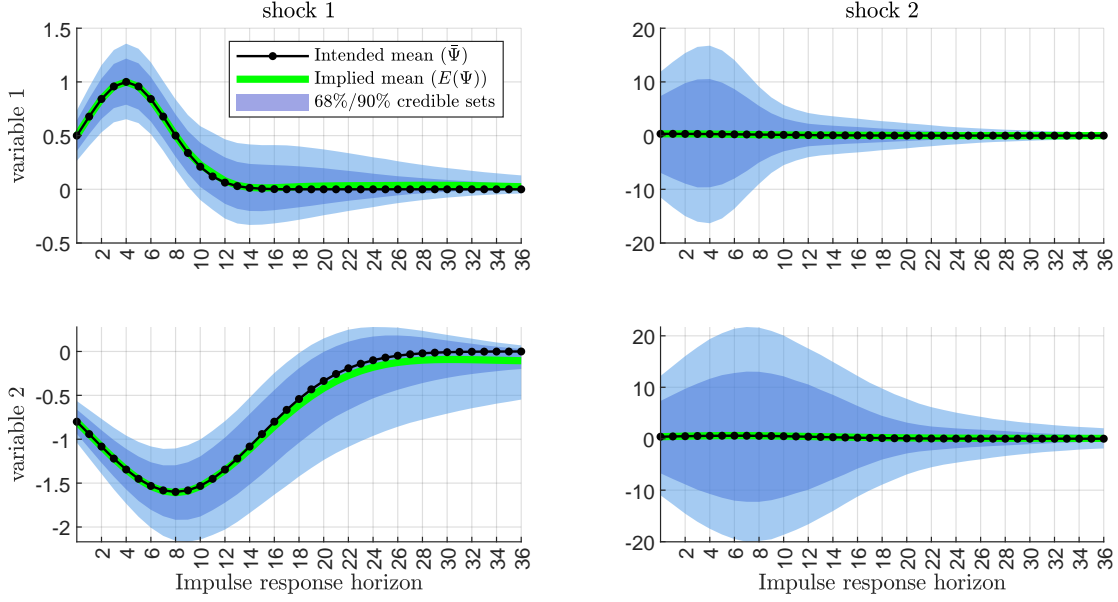 shock 1
1.5
1
0.5
0
-0.5
variable 1
Intended mean (Ψ̄)
Implied mean (E(Ψ))
68%/90% credible sets
2 4 6 8 10 12 14 16 18 20 22 24 26 28 30 32 34 36
shock 2
20
10
0
-10
-20
2 4 6 8 10 12 14 16 18 20 22 24 26 28 30 32 34 36
variable 2
0
-0.5
-1
-1.5
-2
2 4 6 8 10 12 14 16 18 20 22 24 26 28 30 32 34 36
Impulse response horizon
20
10
0
-10
-20
2 4 6 8 10 12 14 16 18 20 22 24 26 28 30 32 34 36
Impulse response horizon